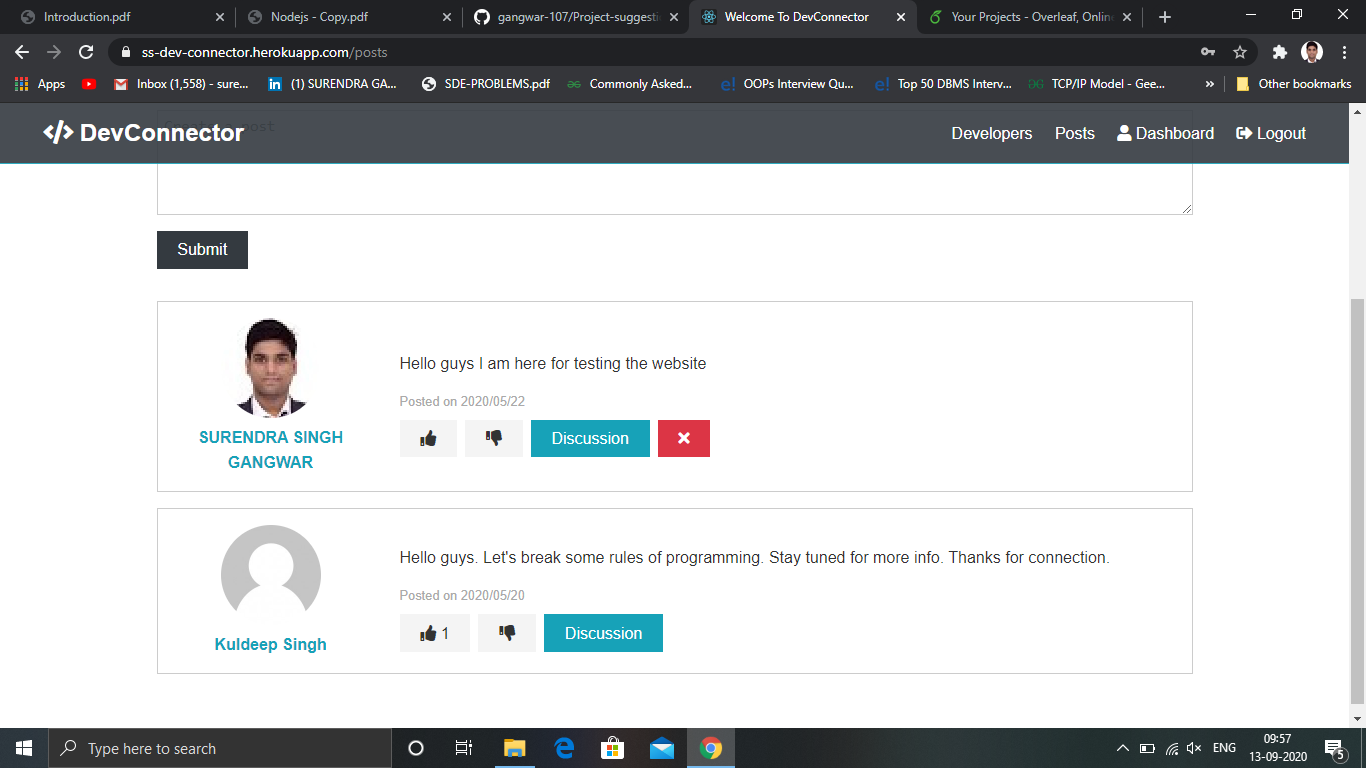 Introduction.pdf
Nodejs - Copy.pdf
gangwar-107/Project-suggesti
Welcome To DevConnector
Your Projects - Overleaf, Onlin
ss-dev-connector.herokuapp.com/posts
Apps
Inbox (1,558) - sure...
(1) SURENDRA GA...
SDE-PROBLEMS.pdf
Commonly Asked...
OOPs Interview Qu...
Top 50 DBMS Interv...
TCP/IP Model - Gee...
»
Other bookmarks
Create a post
DevConnector
Developers
Posts
Dashboard
Logout
Submit
Hello guys I am here for testing the website
Posted on 2020/05/22
Discussion
SURENDRA SINGH
GANGWAR
Hello guys. Let's break some rules of programming. Stay tuned for more info. Thanks for connection.
Posted on 2020/05/20
1
Discussion
Kuldeep Singh
Type here to search
ENG
09:57
13-09-2020
5